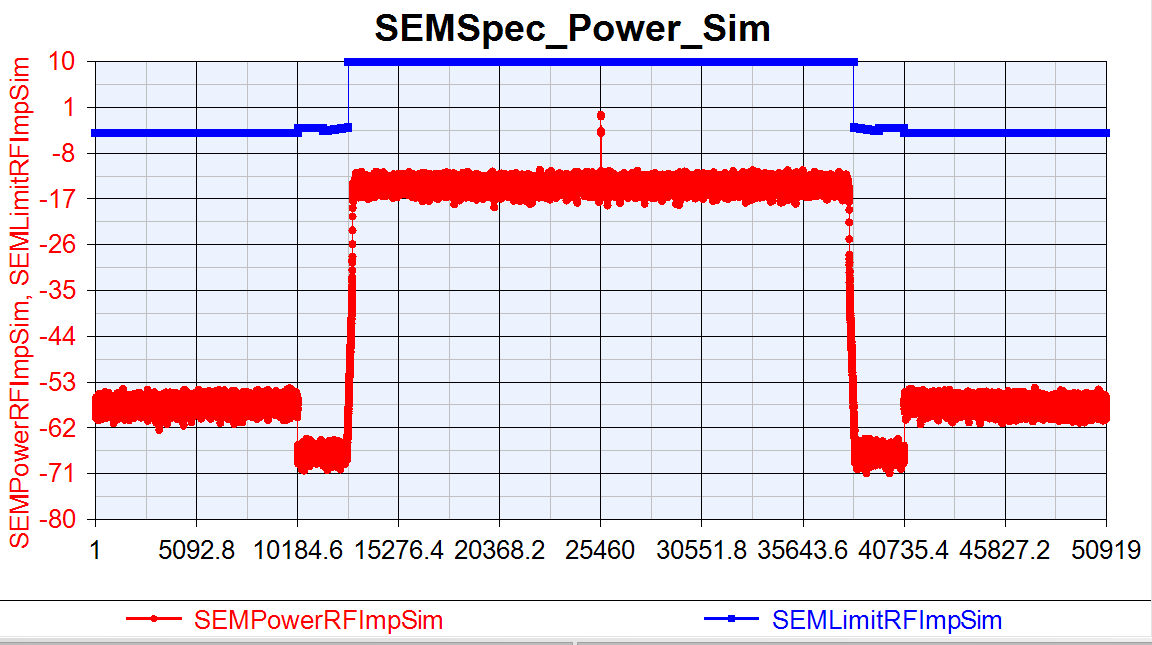 SEMSpec_Power_Sim
SEMPowerRFImpSim, SEMLimitRFImpSim
10
1
-8
-17
-26
-35
-44
-53
-62
-71
-80
1 5092.8 10184.6 15276.4 20368.2 25460 30551.8 35643.6 40735.4 45827.2 50919
SEMPowerRFImpSim SEMLimitRFImpSim